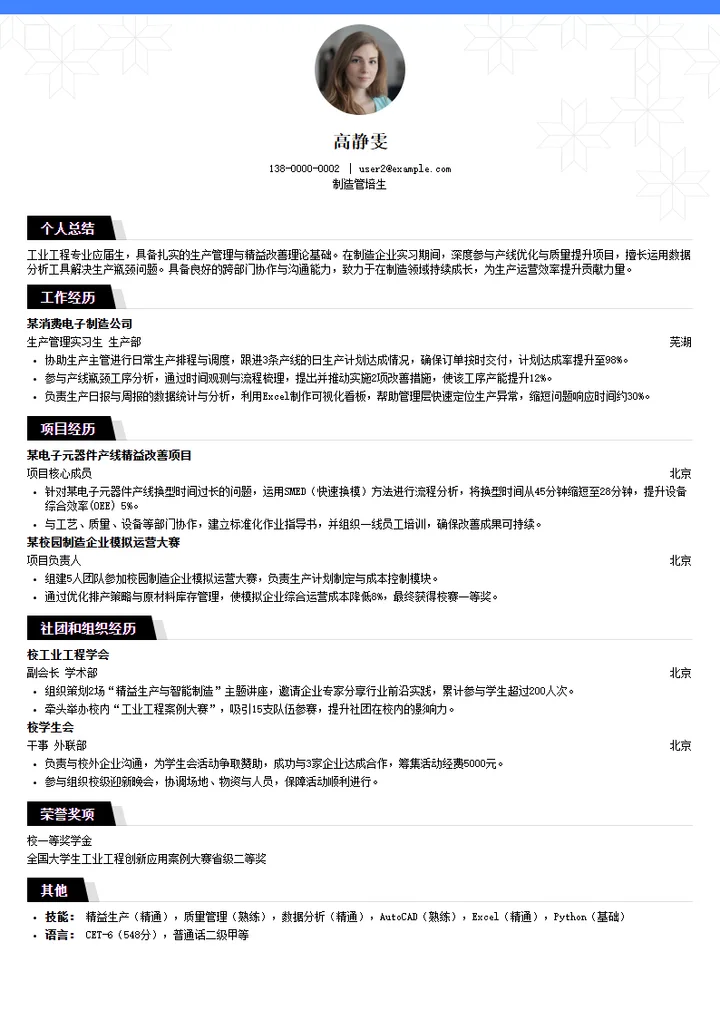 高静雯
138-0000-0002 | user2@example.com
制造管培生
个人总结
工业工程专业应届生，具备扎实的生产管理与精益改善理论基础。在制造企业实习期间，深度参与产线优化与质量提升项目，擅长运用数据
分析工具解决生产瓶颈问题。具备良好的跨部门协作与沟通能力，致力于在制造领域持续成长，为生产运营效率提升贡献力量。
工作经历
某消费电子制造公司
生产管理实习生 生产部 芜湖
• 协助生产主管进行日常生产排程与调度，跟进3条产线的日生产计划达成情况，确保订单按时交付，计划达成率提升至98%。
• 参与产线瓶颈工序分析，通过时间观测与流程梳理，提出并推动实施2项改善措施，使该工序产能提升12%。
• 负责生产日报与周报的数据统计与分析，利用Excel制作可视化看板，帮助管理层快速定位生产异常，缩短问题响应时间约30%。
项目经历
某电子元器件产线精益改善项目
项目核心成员 北京
• 针对某电子元器件产线换型时间过长的问题，运用SMED（快速换模）方法进行流程分析，将换型时间从45分钟缩短至28分钟，提升设备
综合效率(OEE) 5%。
• 与工艺、质量、设备等部门协作，建立标准化作业指导书，并组织一线员工培训，确保改善成果可持续。
某校园制造企业模拟运营大赛
项目负责人 北京
• 组建5人团队参加校园制造企业模拟运营大赛，负责生产计划制定与成本控制模块。
• 通过优化排产策略与原材料库存管理，使模拟企业综合运营成本降低8%，最终获得校赛一等奖。
社团和组织经历
校工业工程学会
副会长 学术部 北京
• 组织策划2场“精益生产与智能制造”主题讲座，邀请企业专家分享行业前沿实践，累计参与学生超过200人次。
• 牵头举办校内“工业工程案例大赛”，吸引15支队伍参赛，提升社团在校内的影响力。
校学生会
干事 外联部 北京
• 负责与校外企业沟通，为学生会活动争取赞助，成功与3家企业达成合作，筹集活动经费5000元。
• 参与组织校级迎新晚会，协调场地、物资与人员，保障活动顺利进行。
荣誉奖项
校一等奖学金
全国大学生工业工程创新应用案例大赛省级二等奖
其他
• 技能： 精益生产（精通），质量管理（熟练），数据分析（精通），AutoCAD（熟练），Excel（精通），Python（基础）
• 语言： CET-6（548分），普通话二级甲等